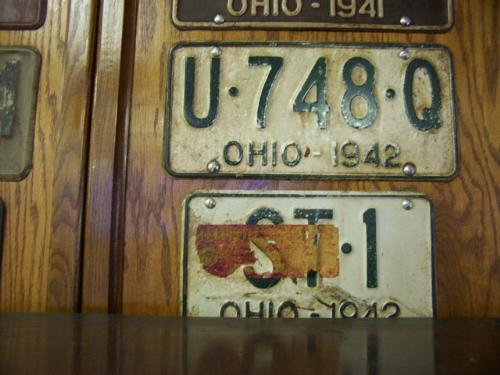 OHIO - 1941
U·748·Q
OHIO - 1942
ST·1
OHIO - 1942